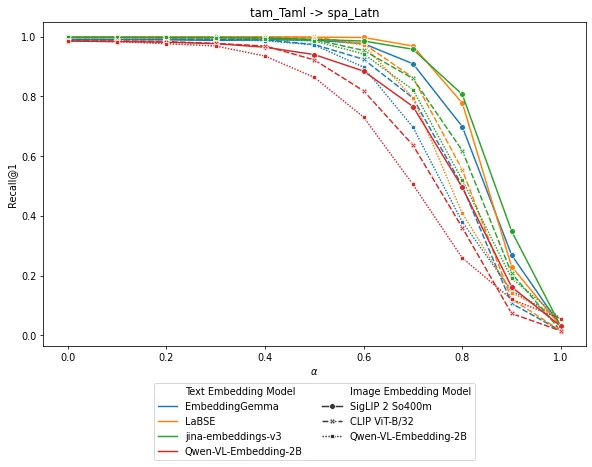 tam_Taml -> spa_Latn
Recall@1
1.0
0.8
0.6
0.4
0.2
0.0
0.0 0.2 0.4 0.6 0.8 1.0
α
Text Embedding Model
EmbeddingGemma
LaBSE
jina-embeddings-v3
Qwen-VL-Embedding-2B
Image Embedding Model
SigLIP 2 So400m
CLIP ViT-B/32
Qwen-VL-Embedding-2B